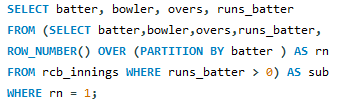 SELECT batter, bowler, overs, runs_batter
FROM (SELECT batter,bowler,overs,runs_batter,
ROW_NUMBER() OVER (PARTITION BY batter ) AS rn
FROM rcb_innings WHERE runs_batter > 0) AS sub
WHERE rn = 1;